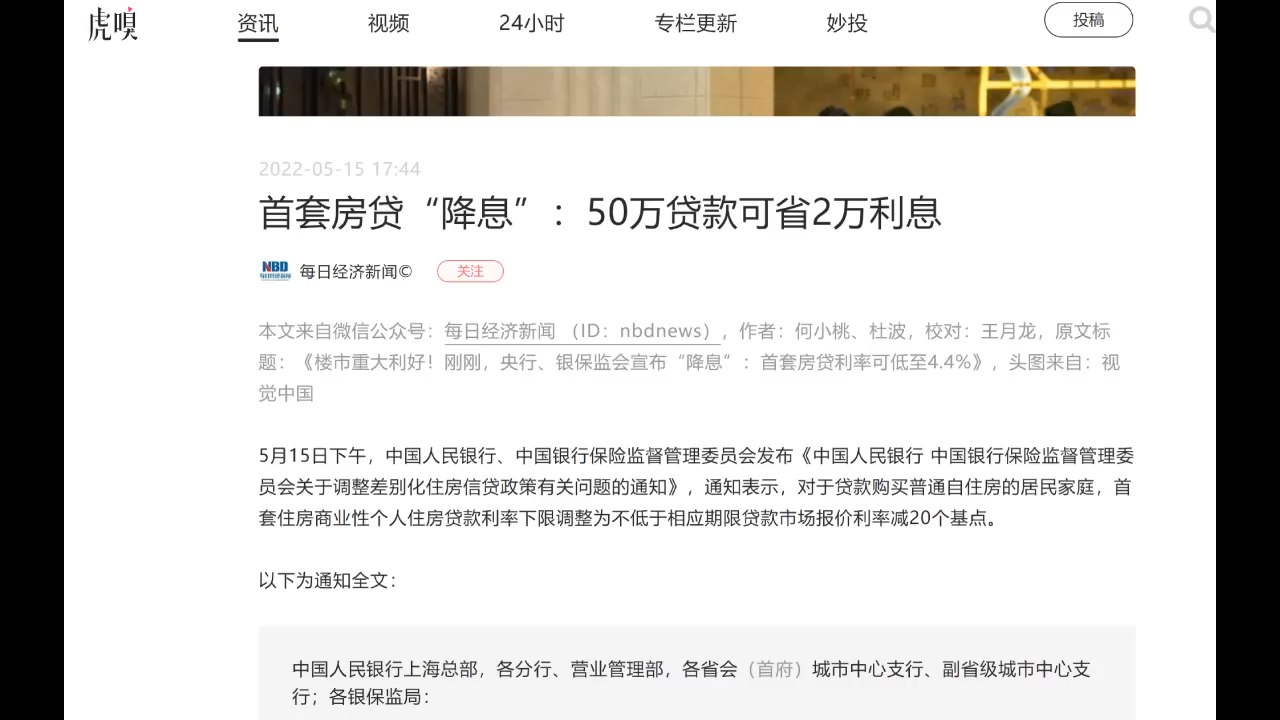 虎嗅
资讯
视频
24小时
专栏更新
妙投
投稿
2022-05-15 17:44
首套房贷“降息”：50万贷款可省2万利息
NBD
每日经济新闻
每日经济新闻©
关注
本文来自微信公众号：每日经济新闻 （ID：nbdnews），作者：何小桃、杜波，校对：王月龙，原文标
题：《楼市重大利好！刚刚，央行、银保监会宣布“降息”：首套房贷利率可低至4.4%》，头图来自：视
觉中国
5月15日下午，中国人民银行、中国银行保险监督管理委员会发布《中国人民银行 中国银行保险监督管理委
员会关于调整差别化住房信贷政策有关问题的通知》，通知表示，对于贷款购买普通自住房的居民家庭，首
套住房商业性个人住房贷款利率下限调整为不低于相应期限贷款市场报价利率减20个基点。
以下为通知全文：
中国人民银行上海总部，各分行、营业管理部，各省会（首府）城市中心支行、副省级城市中心支
行；各银保监局：